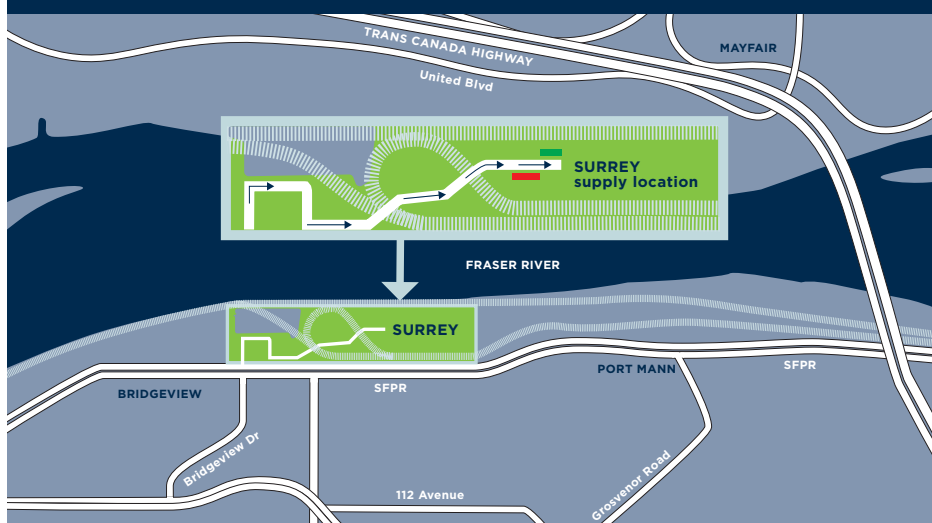 TRANS CANADA HIGHWAY
MAYFAIR
United Blvd
SURREY
supply location
FRASER RIVER
SURREY
PORT MANN
SFPR
BRIDGEVIEW
SFPR
Bridgeview Dr
Grosvenor Road
112 Avenue